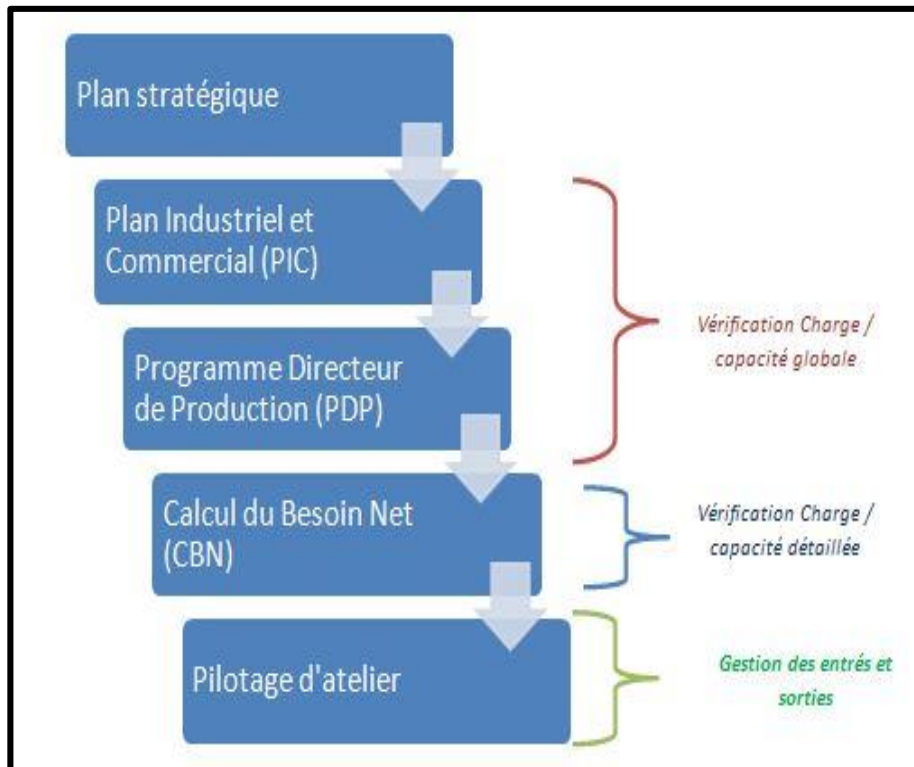 Plan stratégique
Plan Industriel et
Commercial (PIC)
Programme Directeur
de Production (PDP)
Vérification Charge /
capacité globale
Calcul du Besoin Net
(CBN)
Vérification Charge /
capacité détaillée
Pilotage d'atelier
Gestion des entrés et
sorties